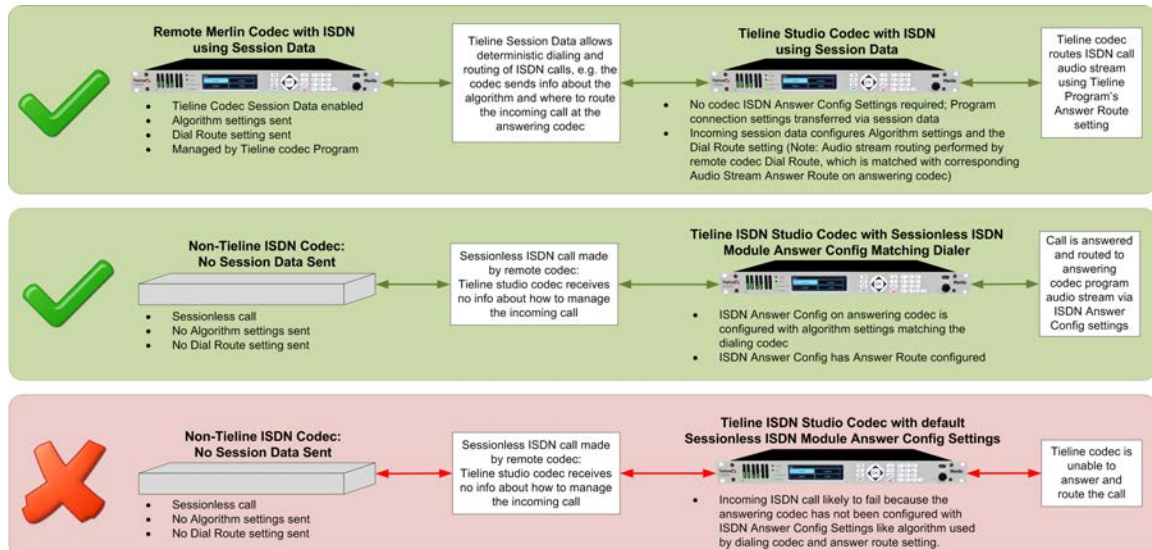 Remote Merlin Codec with ISDN
using Session Data
• Tieline Codec Session Data enabled
• Algorithm settings sent
• Dial Route setting sent
• Managed by Tieline codec Program
Tieline Session Data allows
deterministic dialing and
routing of ISDN calls, e.g. the
codec sends info about the
algorithm and where to route
the incoming call at the
answering codec
Tieline Studio Codec with ISDN
using Session Data
• No codec ISDN Answer Config Settings required; Program
connection settings transferred via session data
• Incoming session data configures Algorithm settings and the
Dial Route setting (Note: Audio stream routing performed by
remote codec Dial Route, which is matched with corresponding
Audio Stream Answer Route on answering codec)
Tieline codec
routes ISDN call
audio stream
using Tieline
Program's
Answer Route
setting
Non-Tieline ISDN Codec:
No Session Data Sent
• Sessionless call
• No Algorithm settings sent
• No Dial Route setting sent
Sessionless ISDN call made
by remote codec:
Tieline studio codec receives
no info about how to manage
the incoming call
Tieline ISDN Studio Codec with Sessionless ISDN
Module Answer Config Matching Dialer
• ISDN Answer Config on answering codec is
configured with algorithm settings matching the
dialing codec
• ISDN Answer Config has Answer Route configured
Call is answered
and routed to
answering
codec program
audio stream via
ISDN Answer
Config settings
Non-Tieline ISDN Codec:
No Session Data Sent
• Sessionless call
• No Algorithm settings sent
• No Dial Route setting sent
Sessionless ISDN call made
by remote codec:
Tieline studio codec receives
no info about how to manage
the incoming call
Tieline ISDN Studio Codec with default
Sessionless ISDN Module Answer Config Settings
• Incoming ISDN call likely to fail because the
answering codec has not been configured with
ISDN Answer Config Settings like algorithm used
by dialing codec and answer route setting.
Tieline codec is
unable to
answer and
route the call